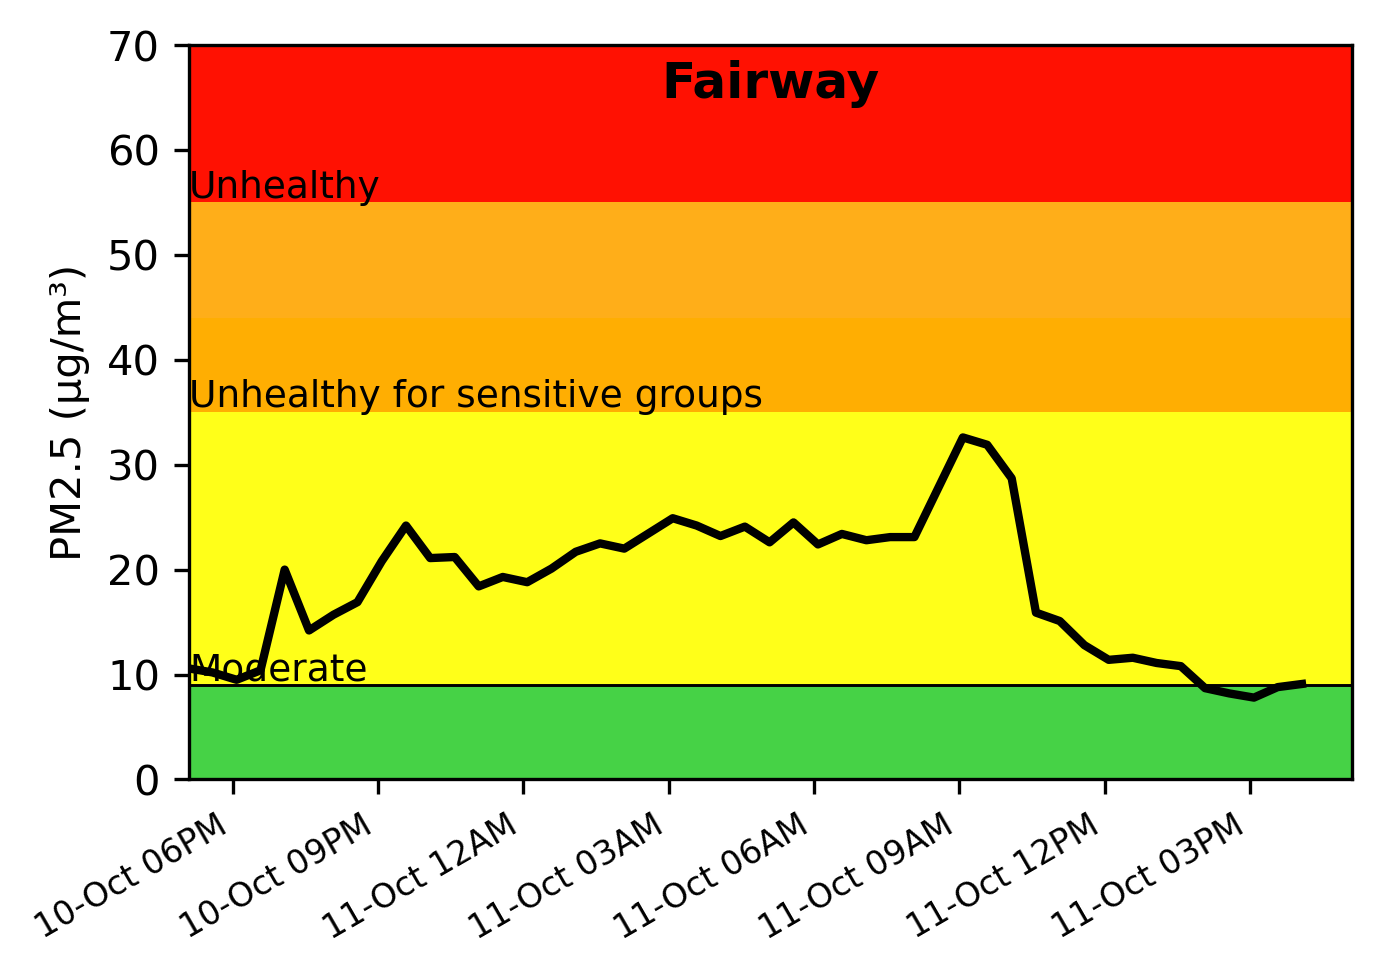 Fairway
70
60
Unhealthy
50
40
Unhealthy for sensitive groups
30
20
Moderate
10
0
PM2.5 (µg/m³)
10-Oct 06PM
10-Oct 09PM
11-Oct 12AM
11-Oct 03AM
11-Oct 06AM
11-Oct 09AM
11-Oct 12PM
11-Oct 03PM